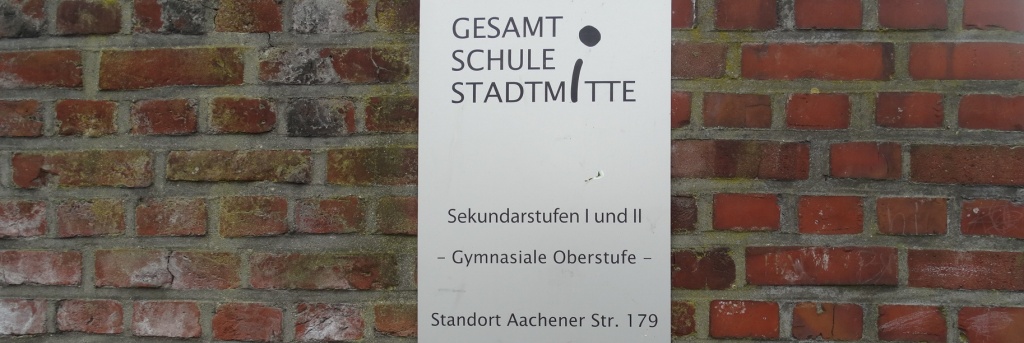 GESAMT
SCHULE
STADTMiTTE
Sekundarstufen I und II
– Gymnasiale Oberstufe –
Standort Aachener Str. 179